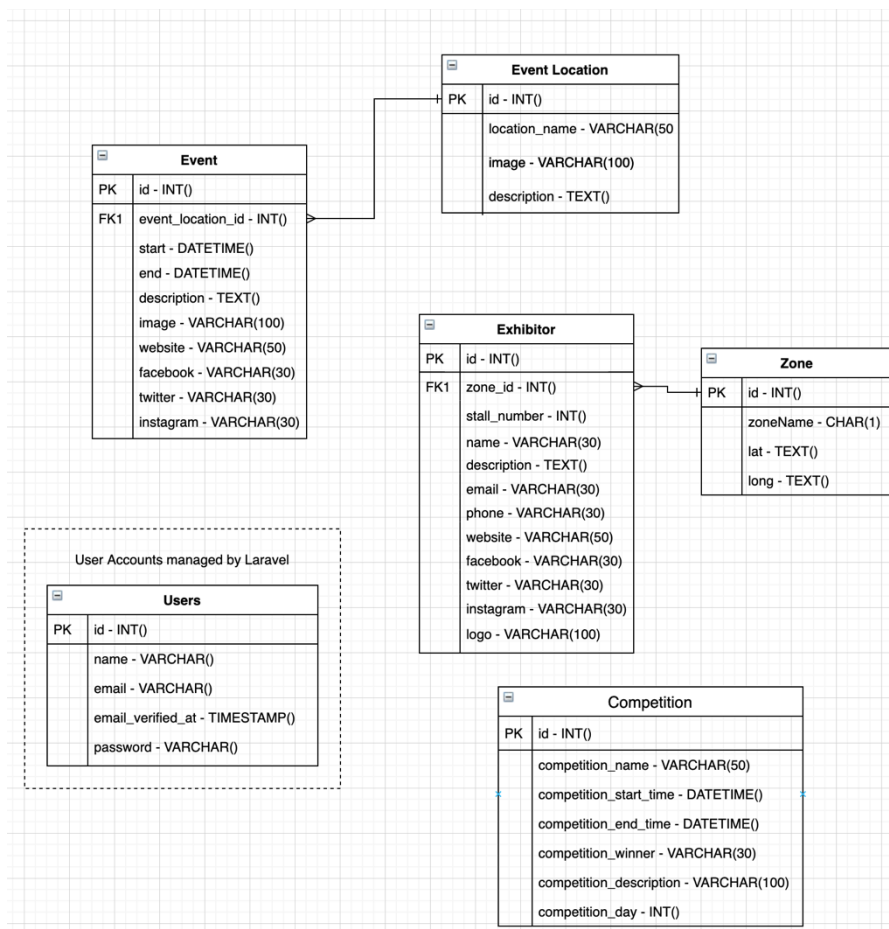 Event Location
PK id - INT()
location_name - VARCHAR(50
image - VARCHAR(100)
description - TEXT()
Event
PK id - INT()
FK1 event_location_id - INT()
start - DATETIME()
end - DATETIME()
description - TEXT()
image - VARCHAR(100)
website - VARCHAR(50)
facebook - VARCHAR(30)
twitter - VARCHAR(30)
instagram - VARCHAR(30)
Exhibitor
PK id - INT()
FK1 zone_id - INT()
stall_number - INT()
name - VARCHAR(30)
description - TEXT()
email - VARCHAR(30)
phone - VARCHAR(30)
website - VARCHAR(50)
facebook - VARCHAR(30)
twitter - VARCHAR(30)
instagram - VARCHAR(30)
logo - VARCHAR(100)
Zone
PK id - INT()
zoneName - CHAR(1)
lat - TEXT()
long - TEXT()
User Accounts managed by Laravel
Users
PK id - INT()
name - VARCHAR()
email - VARCHAR()
email_verified_at - TIMESTAMP()
password - VARCHAR()
Competition
PK id - INT()
competition_name - VARCHAR(50)
competition_start_time - DATETIME()
competition_end_time - DATETIME()
competition_winner - VARCHAR(30)
competition_description - VARCHAR(100)
competition_day - INT()